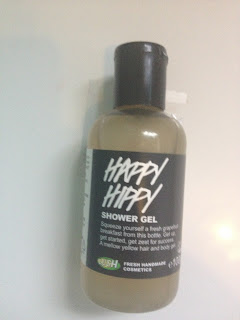 HAPPY
HIPPY
SHOWER GEL
Squeeze yourself a fresh grapefruit
breakfast from this bottle. Get up,
get started, get zest for success.
A mellow yellow hair and body gel.
LUSH
FRESH HANDMADE
COSMETICS